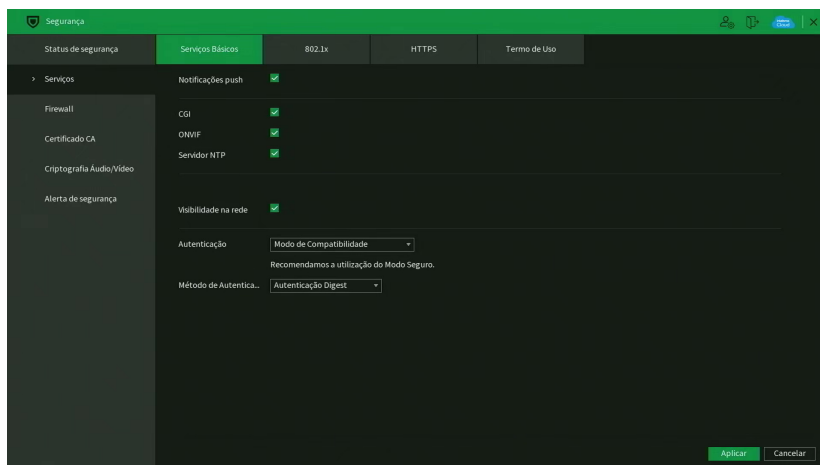 Segurança
Cloud
Status de segurança
Serviços Básicos
802.1x
HTTPS
Termo de Uso
> Serviços
Firewall
Certificado CA
Criptografia Áudio/Vídeo
Alerta de segurança
Notificações push
CGI
ONVIF
Servidor NTP
Visibilidade na rede
Autenticação
Modo de Compatibilidade
Recomendamos a utilização do Modo Seguro.
Método de Autentica...
Autenticação Digest
Aplicar
Cancelar